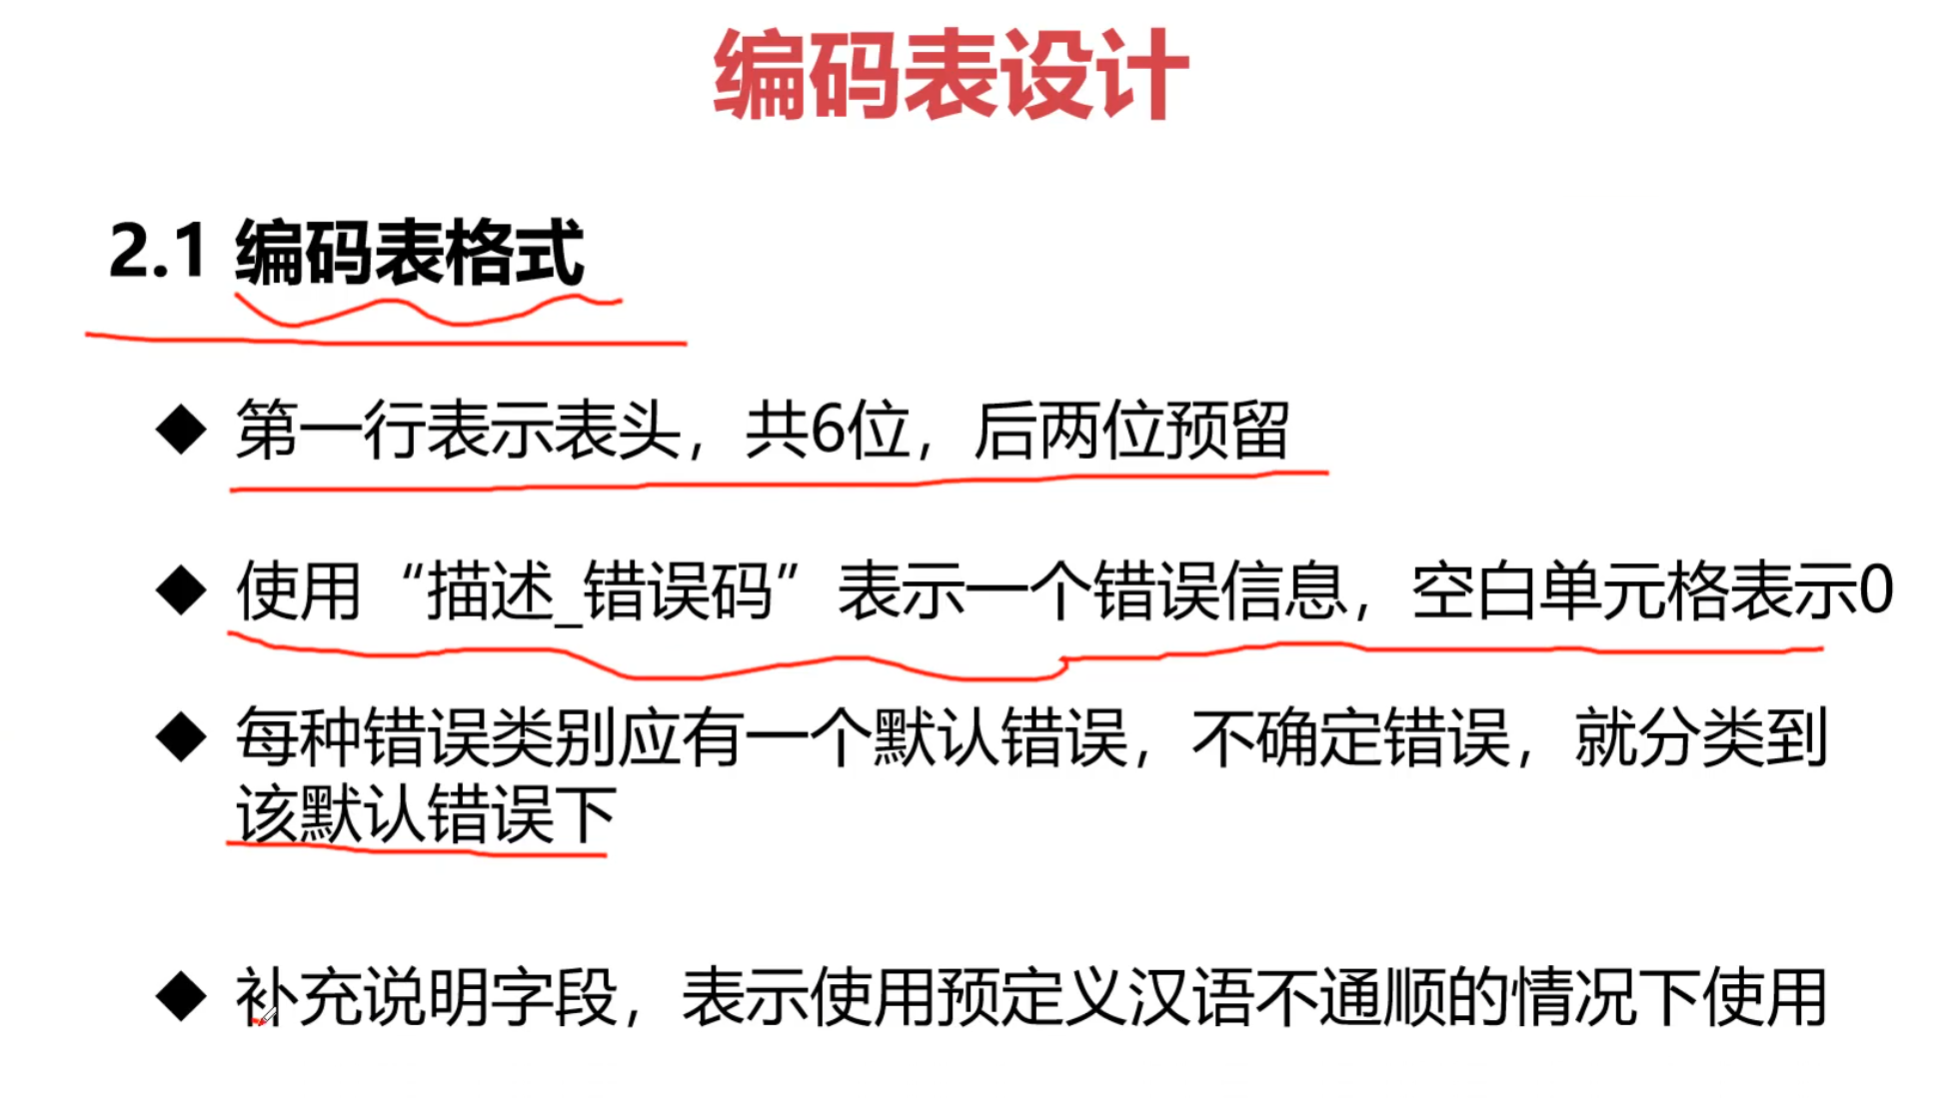 编码表设计
2.1 编码表格式
◆ 第一行表示表头，共6位，后两位预留
◆ 使用“描述_错误码”表示一个错误信息，空白单元格表示0
◆ 每种错误类别应有一个默认错误，不确定错误，就分类到
该默认错误下
◆ 补充说明字段，表示使用预定义汉语不通顺的情况下使用